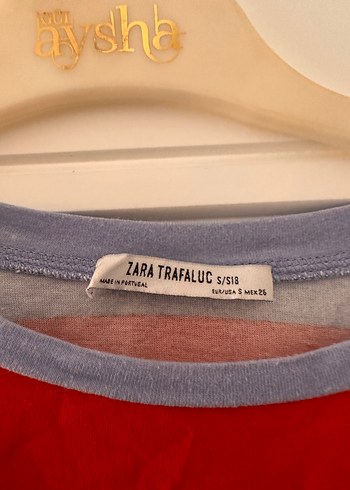 aysha
ZARA TRAFALUC S/S18
MADE IN PORTUGAL
EUR/USA S MEX 26